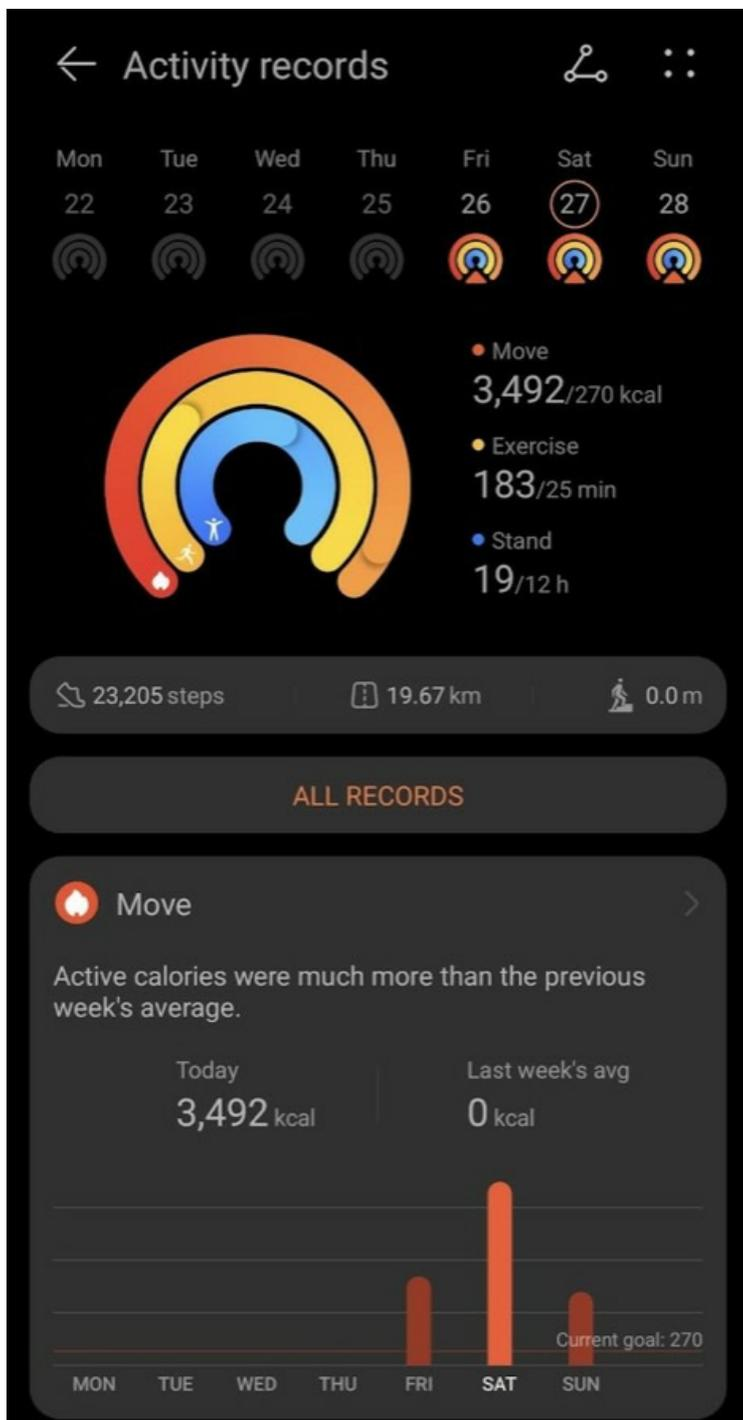 Activity records
Mon Tue Wed Thu Fri Sat Sun
22 23 24 25 26 27 28
Move
3,492/270 kcal
Exercise
183/25 min
Stand
19/12 h
23,205 steps 19.67 km 0.0 m
ALL RECORDS
Move
Active calories were much more than the previous
week's average.
Today Last week's avg
3,492 kcal 0 kcal
Current goal: 270
MON TUE WED THU FRI SAT SUN